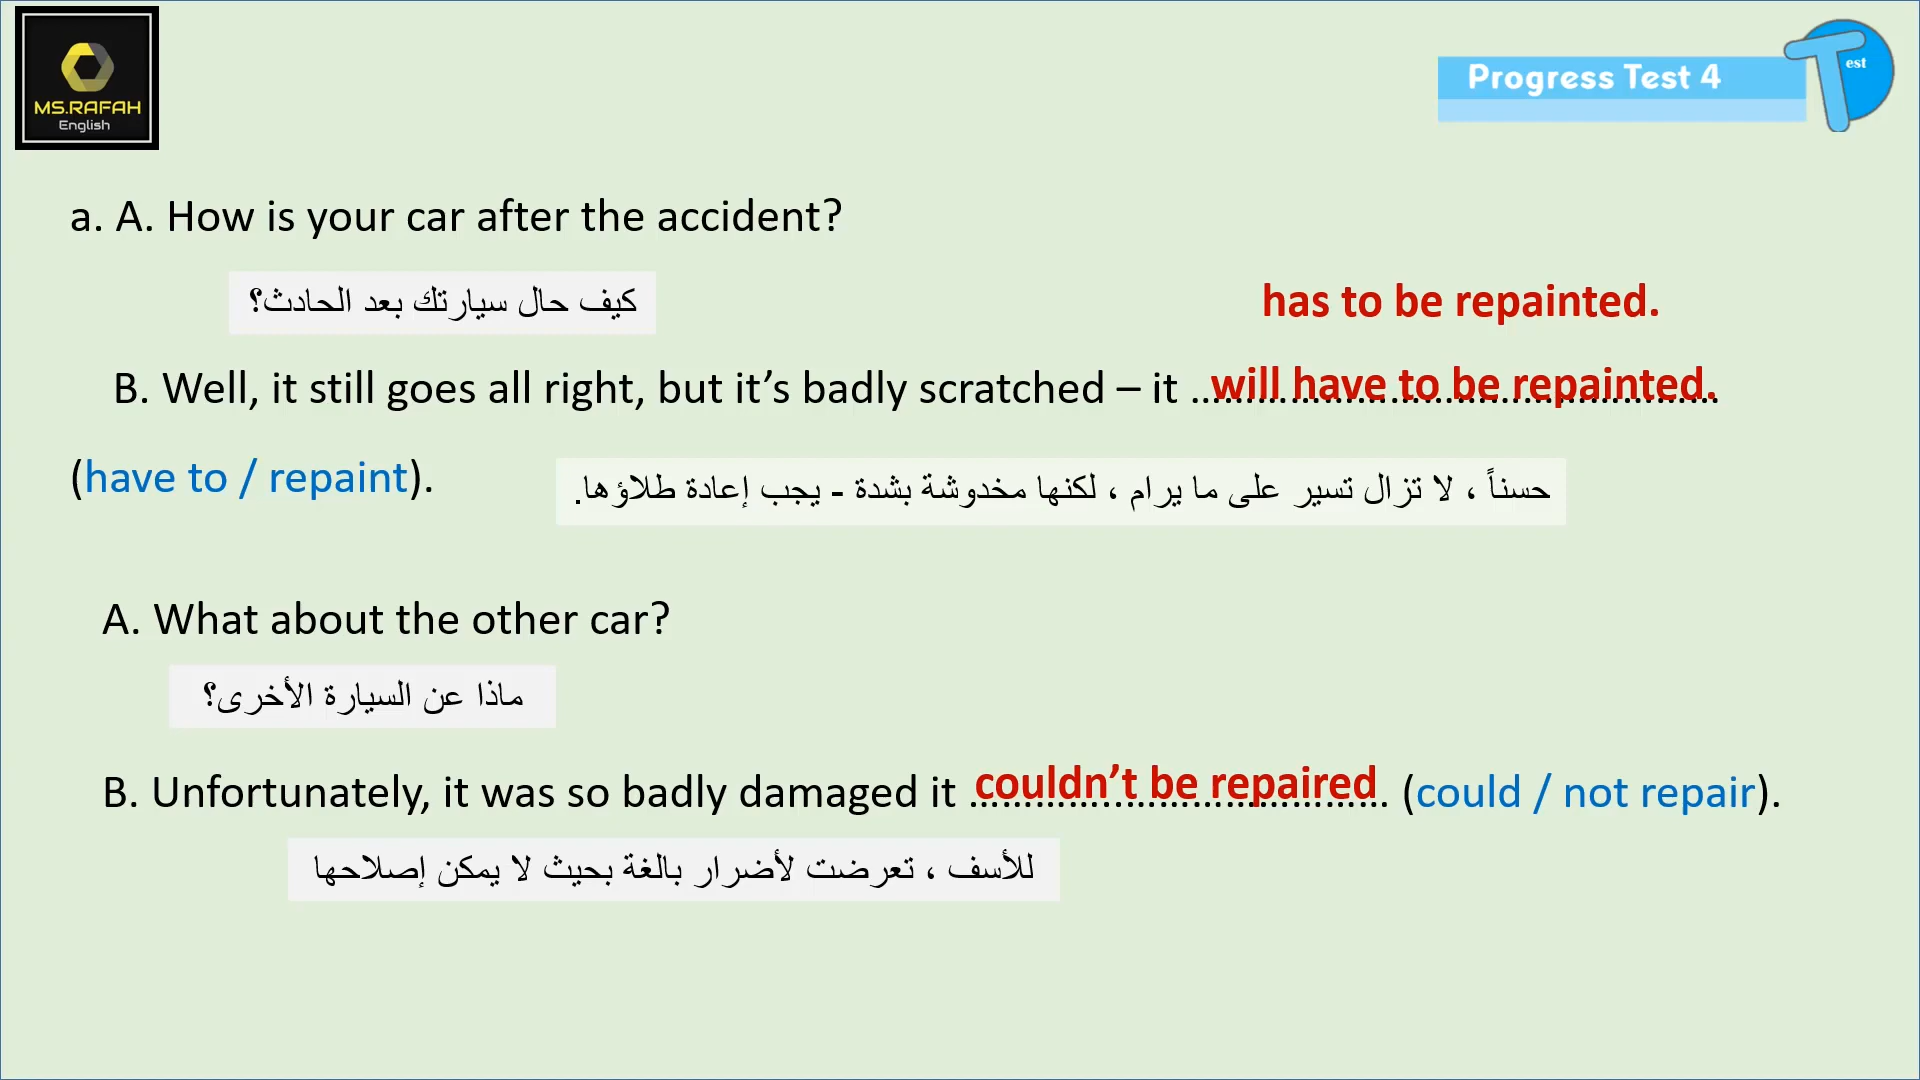 MS.RAFAH
English
Progress Test 4
Test
a. A. How is your car after the accident?
كيف حال سيارتك بعد الحادث؟
has to be repainted.
B. Well, it still goes all right, but it’s badly scratched – it ................................................ will have to be repainted.
(have to / repaint).
حسناً ، لا تزال تسير على ما يرام ، لكنها مخدوشة بشدة - يجب إعادة طلاؤها.
A. What about the other car?
ماذا عن السيارة الأخرى؟
B. Unfortunately, it was so badly damaged it ...................................... couldn’t be repaired (could / not repair).
للأسف ، تعرضت لأضرار بالغة بحيث لا يمكن إصلاحها